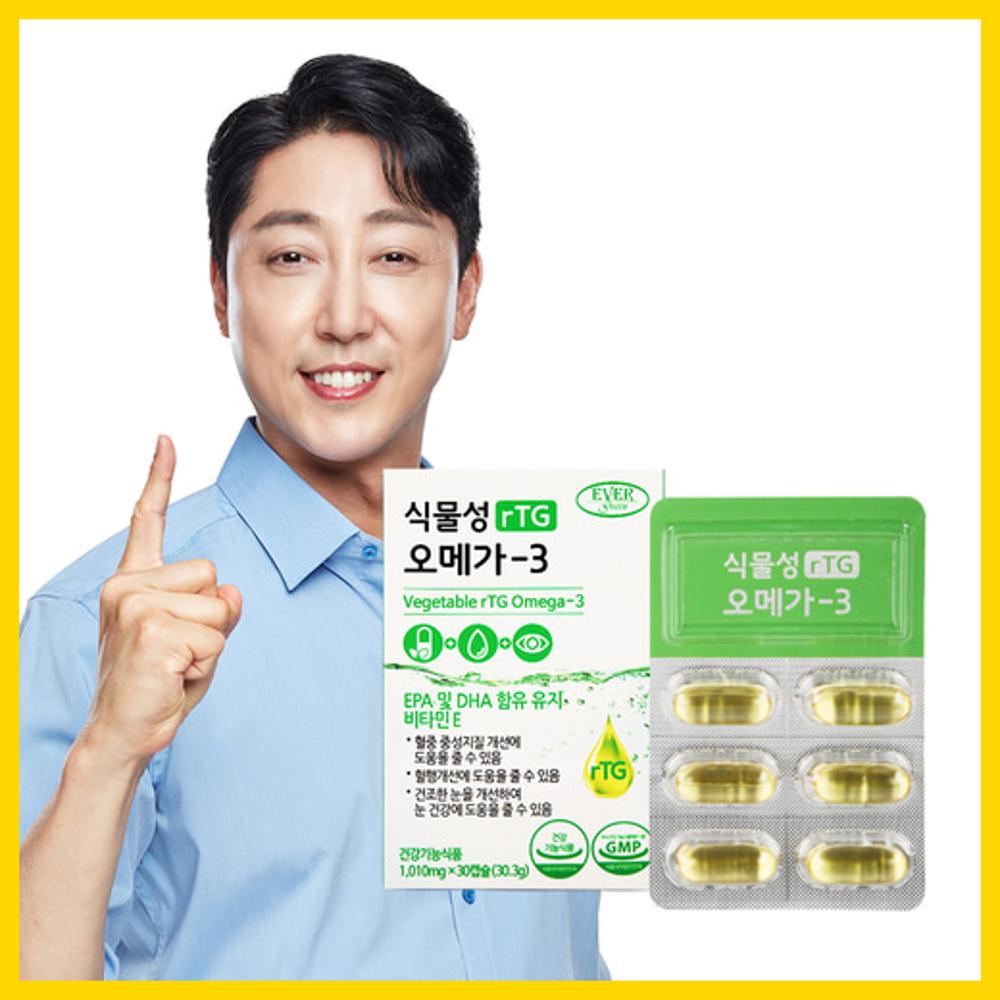 식물성 rTG
오메가-3
EVER
Vegetable rTG Omega-3
EPA 및 DHA 함유 유지
비타민 E
• 혈중 중성지질 개선에
도움을 줄 수 있음
• 혈행개선에 도움을 줄 수 있음
• 건조한 눈을 개선하여
눈 건강에 도움을 줄 수 있음
rTG
건강
기능식품
GMP
건강기능식품
1,010mg×30캡슐(30.3g)
식물성 rTG
오메가-3